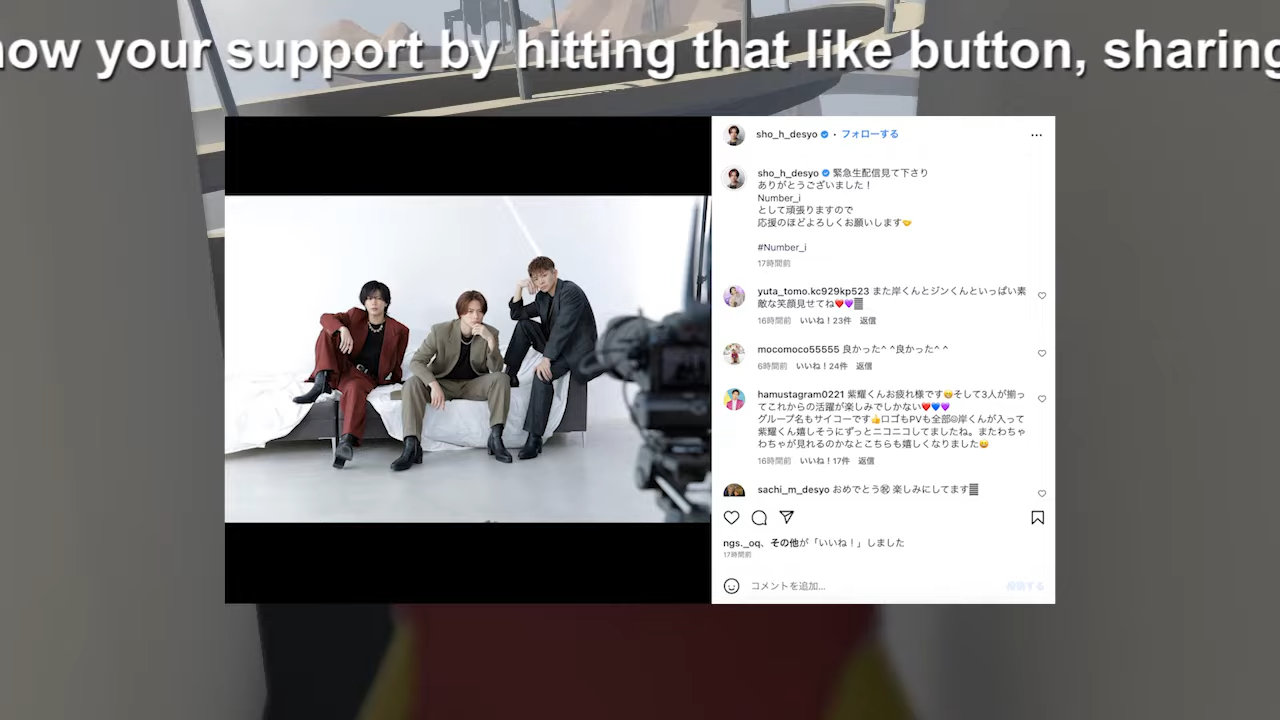 now your support by hitting that like button, sharing
sho_h_desyo • フォローする
sho_h_desyo 緊急生配信見て下さり
ありがとうございました！
Number_i
として頑張りますので
応援のほどよろしくお願いします🤝
#Number_i
17時間前
yuta_tomo.kc929kp523 また岸くんとジンくんといっぱい素
敵な笑顔見せてね❤️💜
16時間前 いいね！23件 返信
mocomoco55555 良かった^ ^良かった^ ^
6時間前 いいね！24件 返信
hamustagram0221 紫耀くんお疲れ様です😆そして3人が揃っ
てこれからの活躍が楽しみでしかない❤️💙💜
グループ名もサイコーです👍ロゴもPVも全部◎岸くんが入って
紫耀くん嬉しそうにずっとニコニコしてましたね。またわちゃ
わちゃが見れるのかなとこちらも嬉しくなりました😆
16時間前 いいね！17件 返信
sachi_m_desyo おめでとう㊗ 楽しみにしてます
ngs._oq、その他が「いいね！」しました
17時間前
コメントを追加...
投稿する